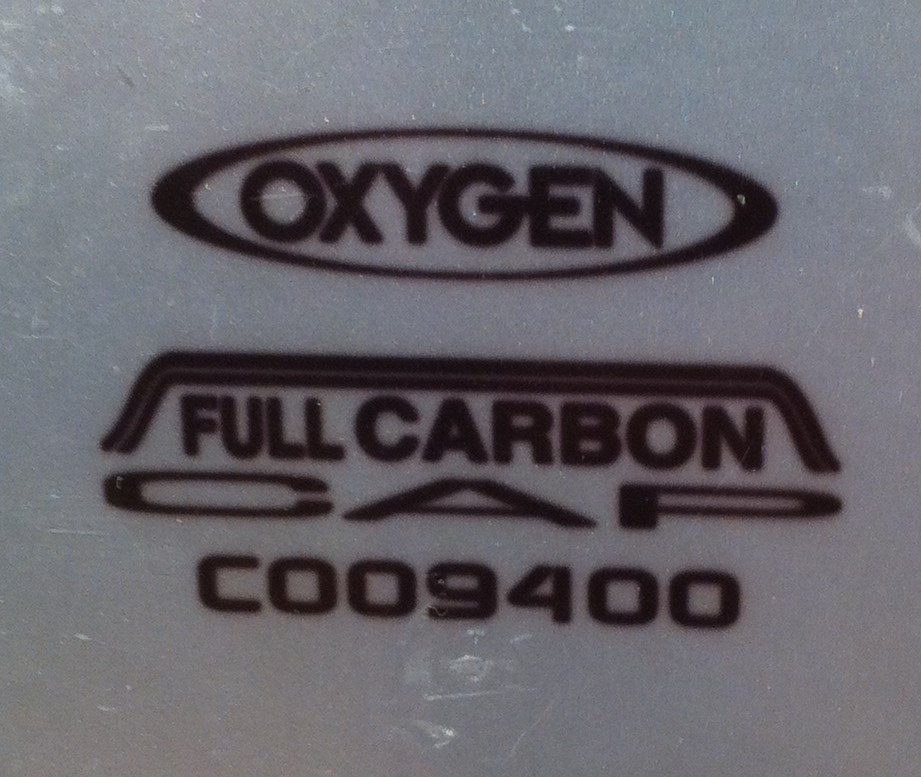 OXYGEN
FULL CARBON
CAP
C009400